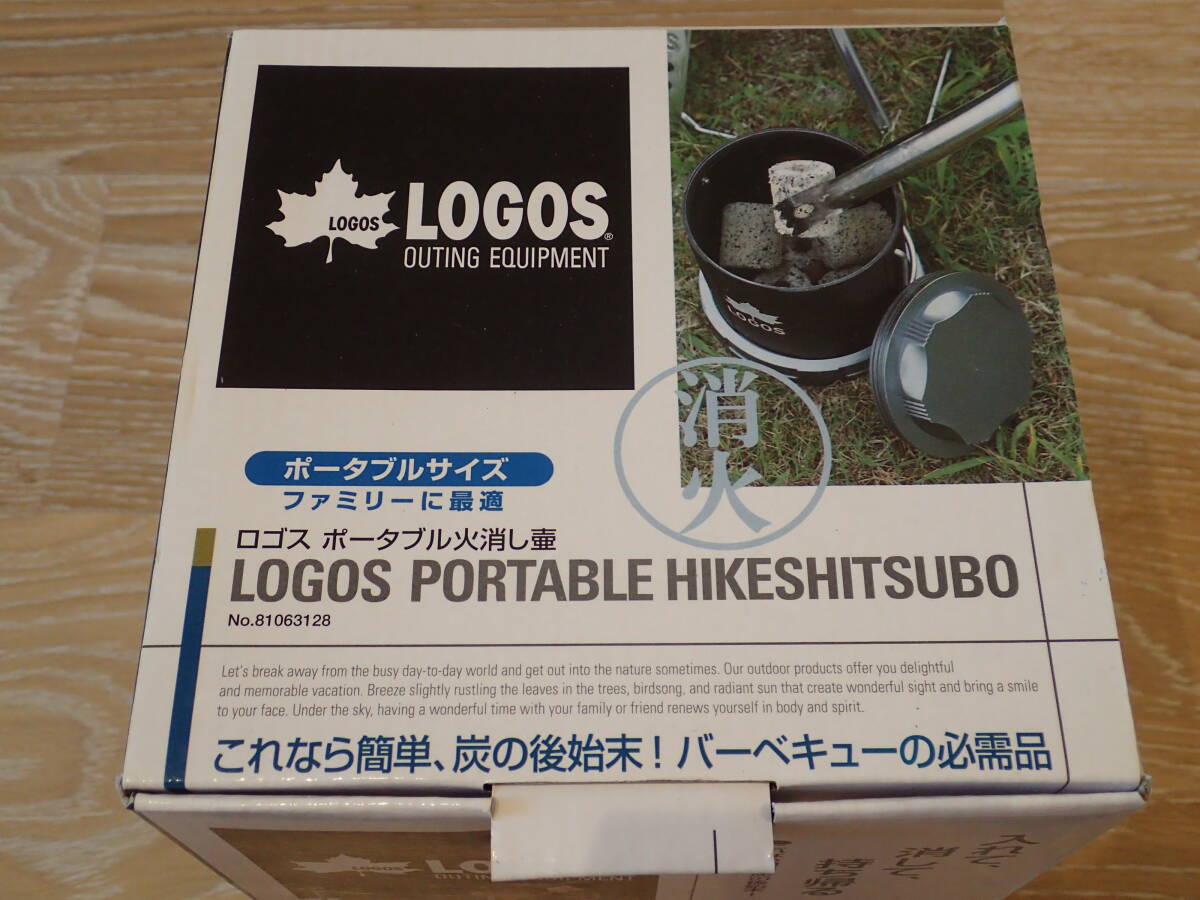 LOGOS
LOGOS®
OUTING EQUIPMENT
LOGOS
消火
ポータブルサイズ
ファミリーに最適
ロゴス ポータブル火消し壷
LOGOS PORTABLE HIKESHITSUBO
No.81063128
Let's break away from the busy day-to-day world and get out into the nature sometimes. Our outdoor products offer you delightful
and memorable vacation. Breeze slightly rustling the leaves in the trees, birdsong, and radiant sun that create wonderful sight and bring a smile
to your face. Under the sky, having a wonderful time with your family or friend renews yourself in body and spirit.
これなら簡単、炭の後始末！バーベキューの必需品
LOGOS
LOGOS
OUTING EQUIPMENT
消して